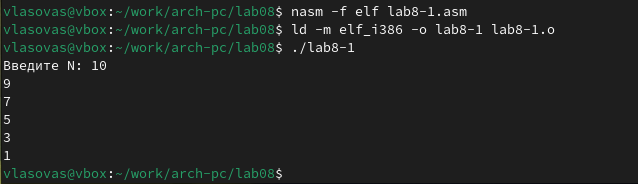 vlasovas@vbox:~/work/arch-pc/lab08$ nasm -f elf lab8-1.asm
vlasovas@vbox:~/work/arch-pc/lab08$ ld -m elf_i386 -o lab8-1 lab8-1.o
vlasovas@vbox:~/work/arch-pc/lab08$ ./lab8-1
Введите N: 10
9
7
5
3
1
vlasovas@vbox:~/work/arch-pc/lab08$